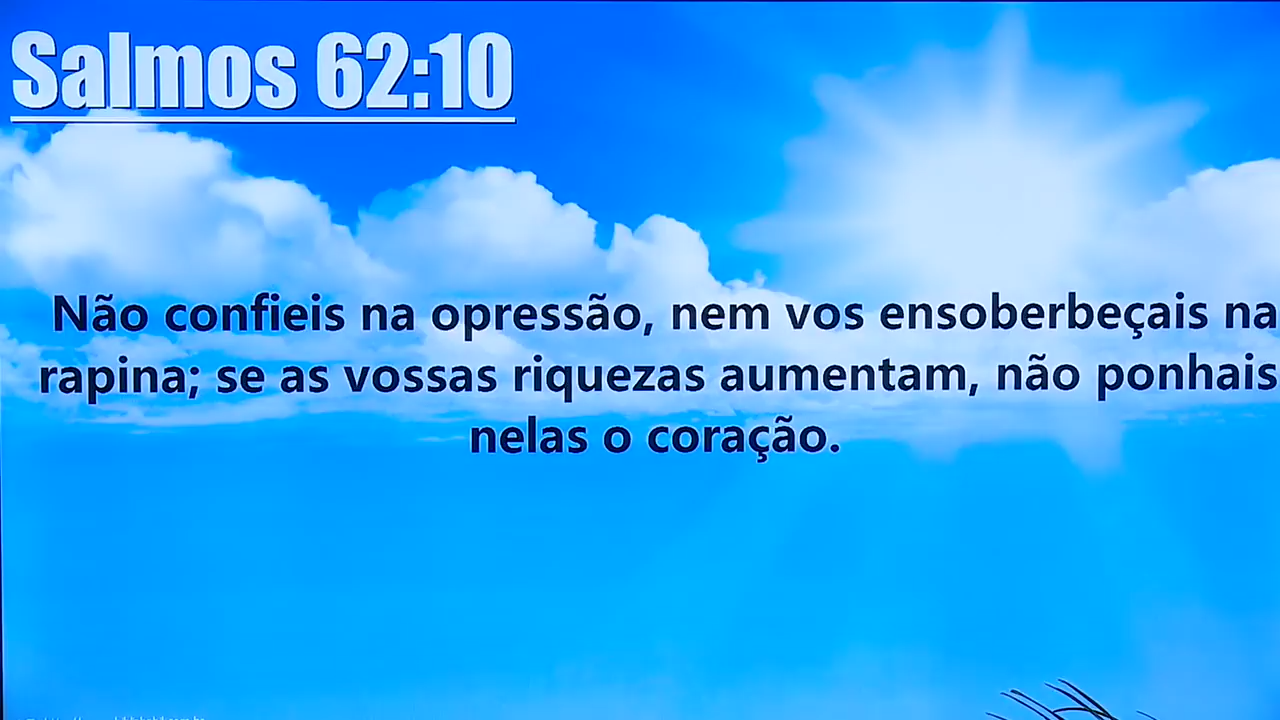 Salmos 62:10
Não confieis na opressão, nem vos ensoberbeçais na
rapina; se as vossas riquezas aumentam, não ponhais
nelas o coração.